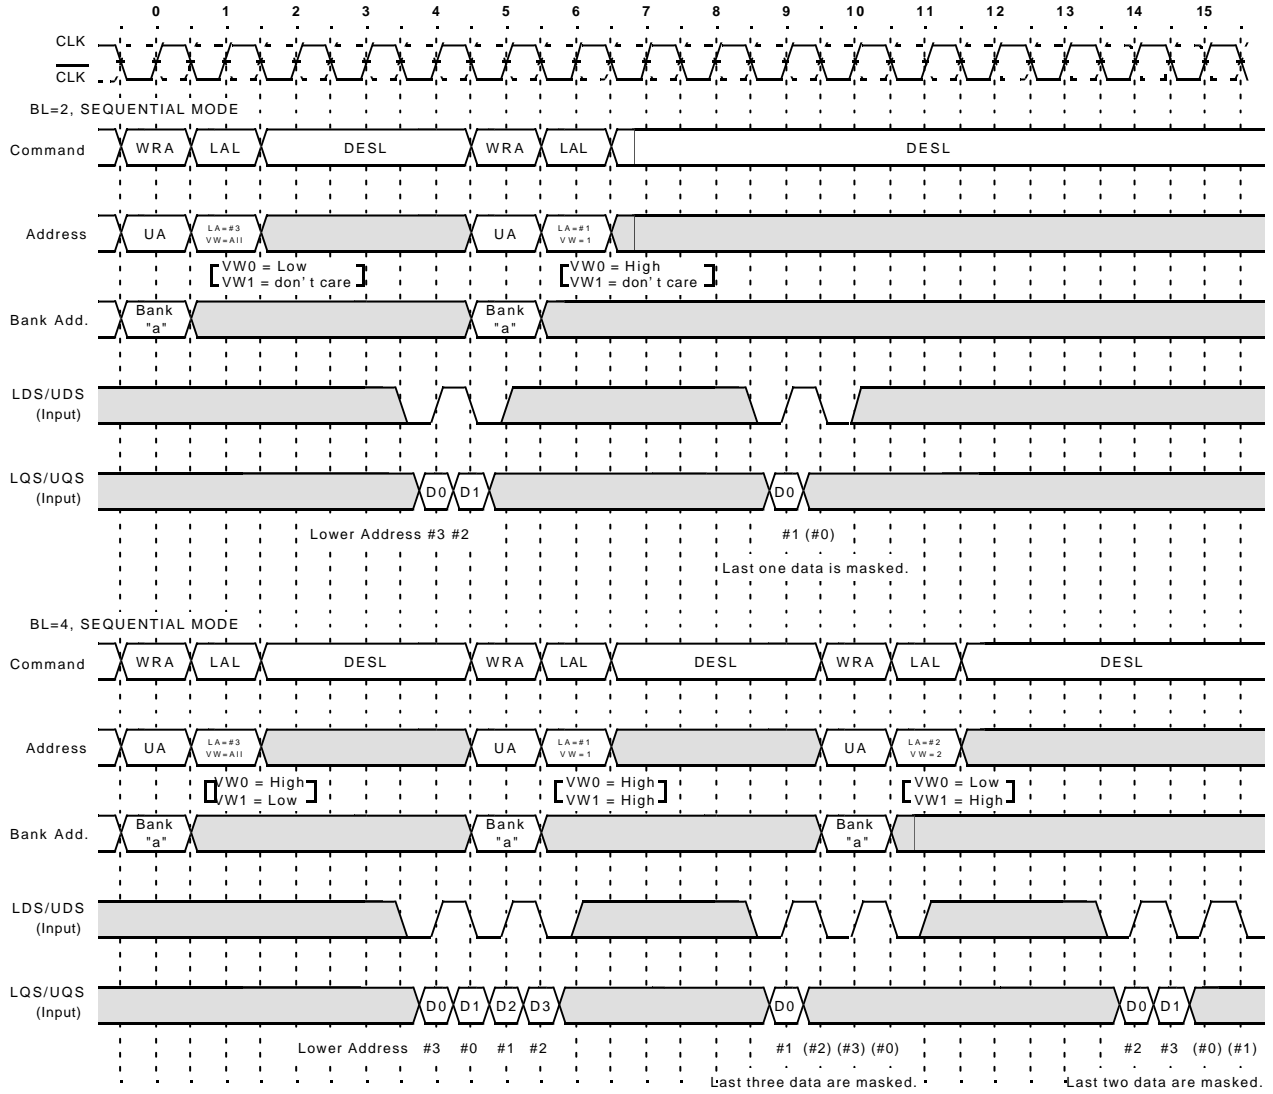 0 1 2 3 4 5 6 7 8 9 10 11 12 13 14 15
CLK
CLK
BL=2, SEQUENTIAL MODE
Command WRA LAL DESL WRA LAL DESL
Address UA LA=#3 VW=All UA LA=#1 VW=1
VW0 = Low VW0 = High
VW1 = don't care VW1 = don't care
Bank Add. Bank "a" Bank "a"
LDS/UDS
(Input)
LQS/UQS
(Input) D0 D1 D0
Lower Address #3 #2 #1 (#0)
Last one data is masked.
BL=4, SEQUENTIAL MODE
Command WRA LAL DESL WRA LAL DESL WRA LAL DESL
Address UA LA=#3 VW=All UA LA=#1 VW=1 UA LA=#2 VW=2
VW0 = High VW0 = High VW0 = Low
VW1 = Low VW1 = High VW1 = High
Bank Add. Bank "a" Bank "a" Bank "a"
LDS/UDS
(Input)
LQS/UQS
(Input) D0 D1 D2 D3 D0 D0 D1
Lower Address #3 #0 #1 #2 #1 (#2) (#3) (#0) #2 #3 (#0) (#1)
Last three data are masked. Last two data are masked.